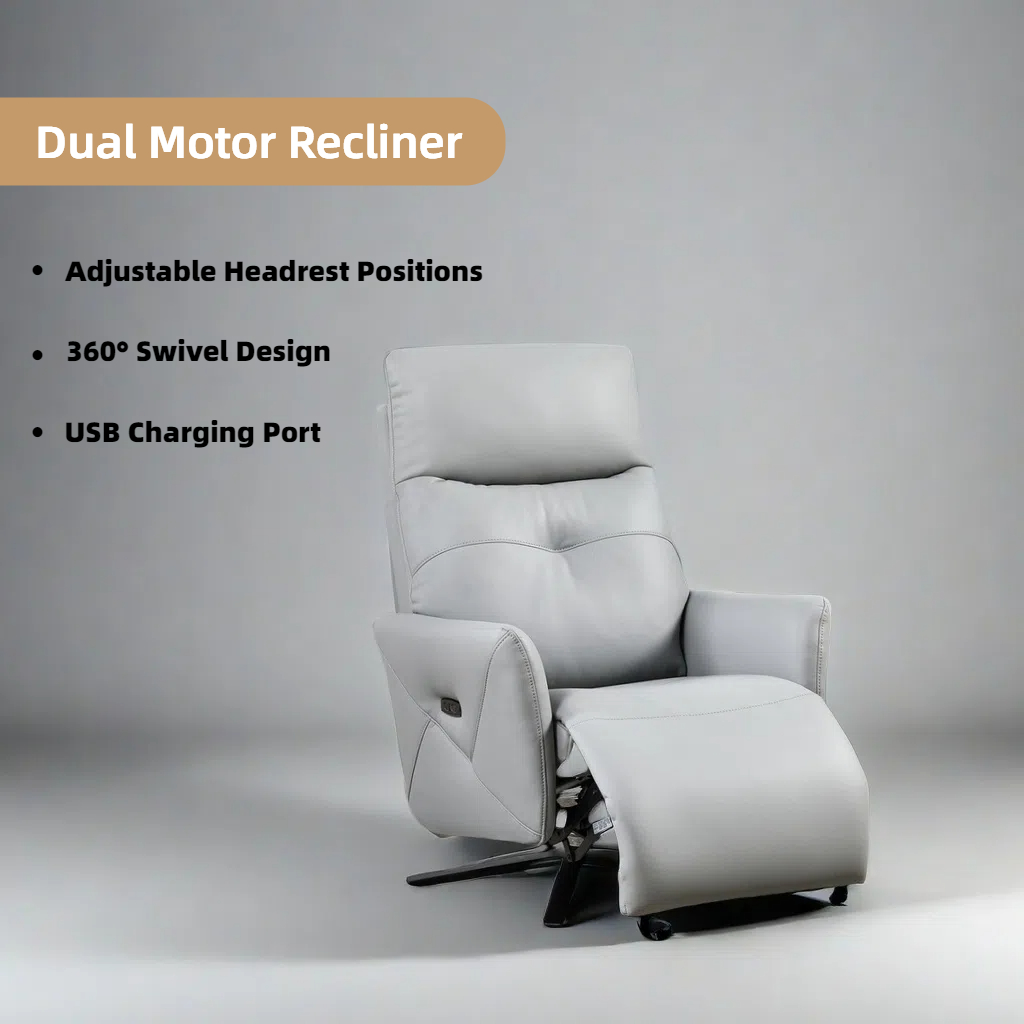 Dual Motor Recliner
• Adjustable Headrest Positions
• 360° Swivel Design
• USB Charging Port